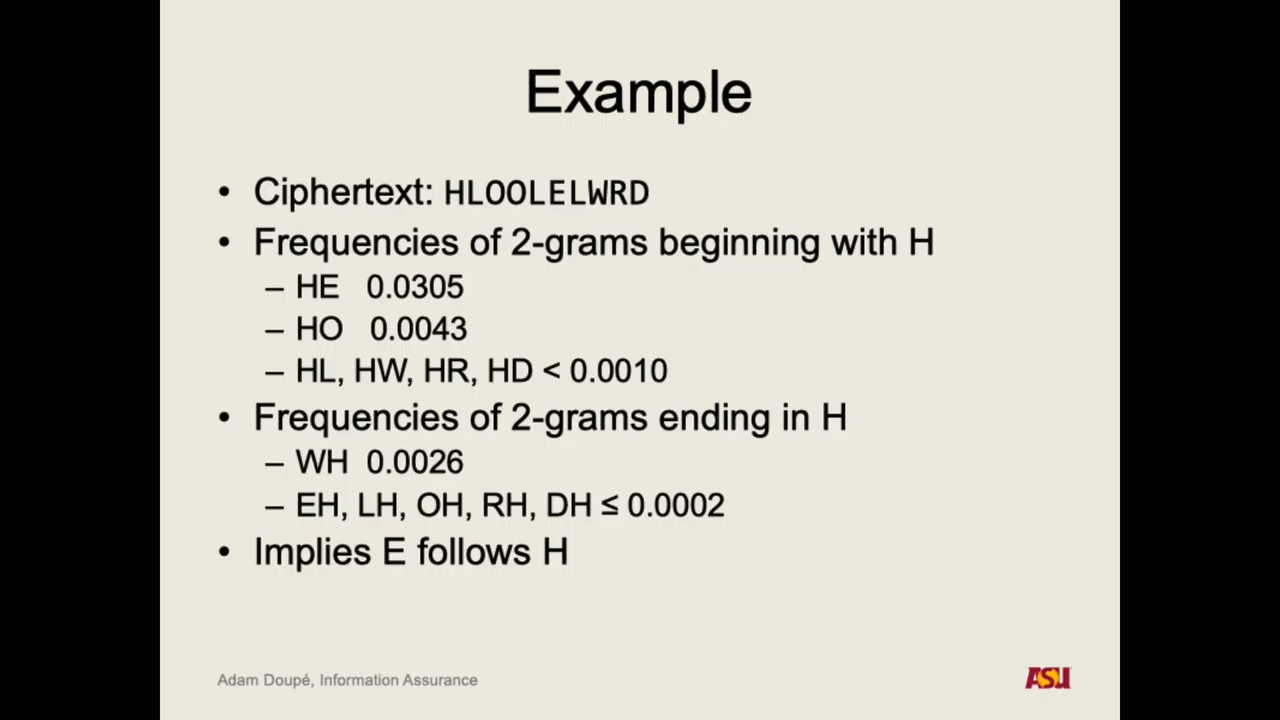 Example
• Ciphertext: HLOOLELWRD
• Frequencies of 2-grams beginning with H
– HE 0.0305
– HO 0.0043
– HL, HW, HR, HD < 0.0010
• Frequencies of 2-grams ending in H
– WH 0.0026
– EH, LH, OH, RH, DH ≤ 0.0002
• Implies E follows H
Adam Doupé, Information Assurance
ASU